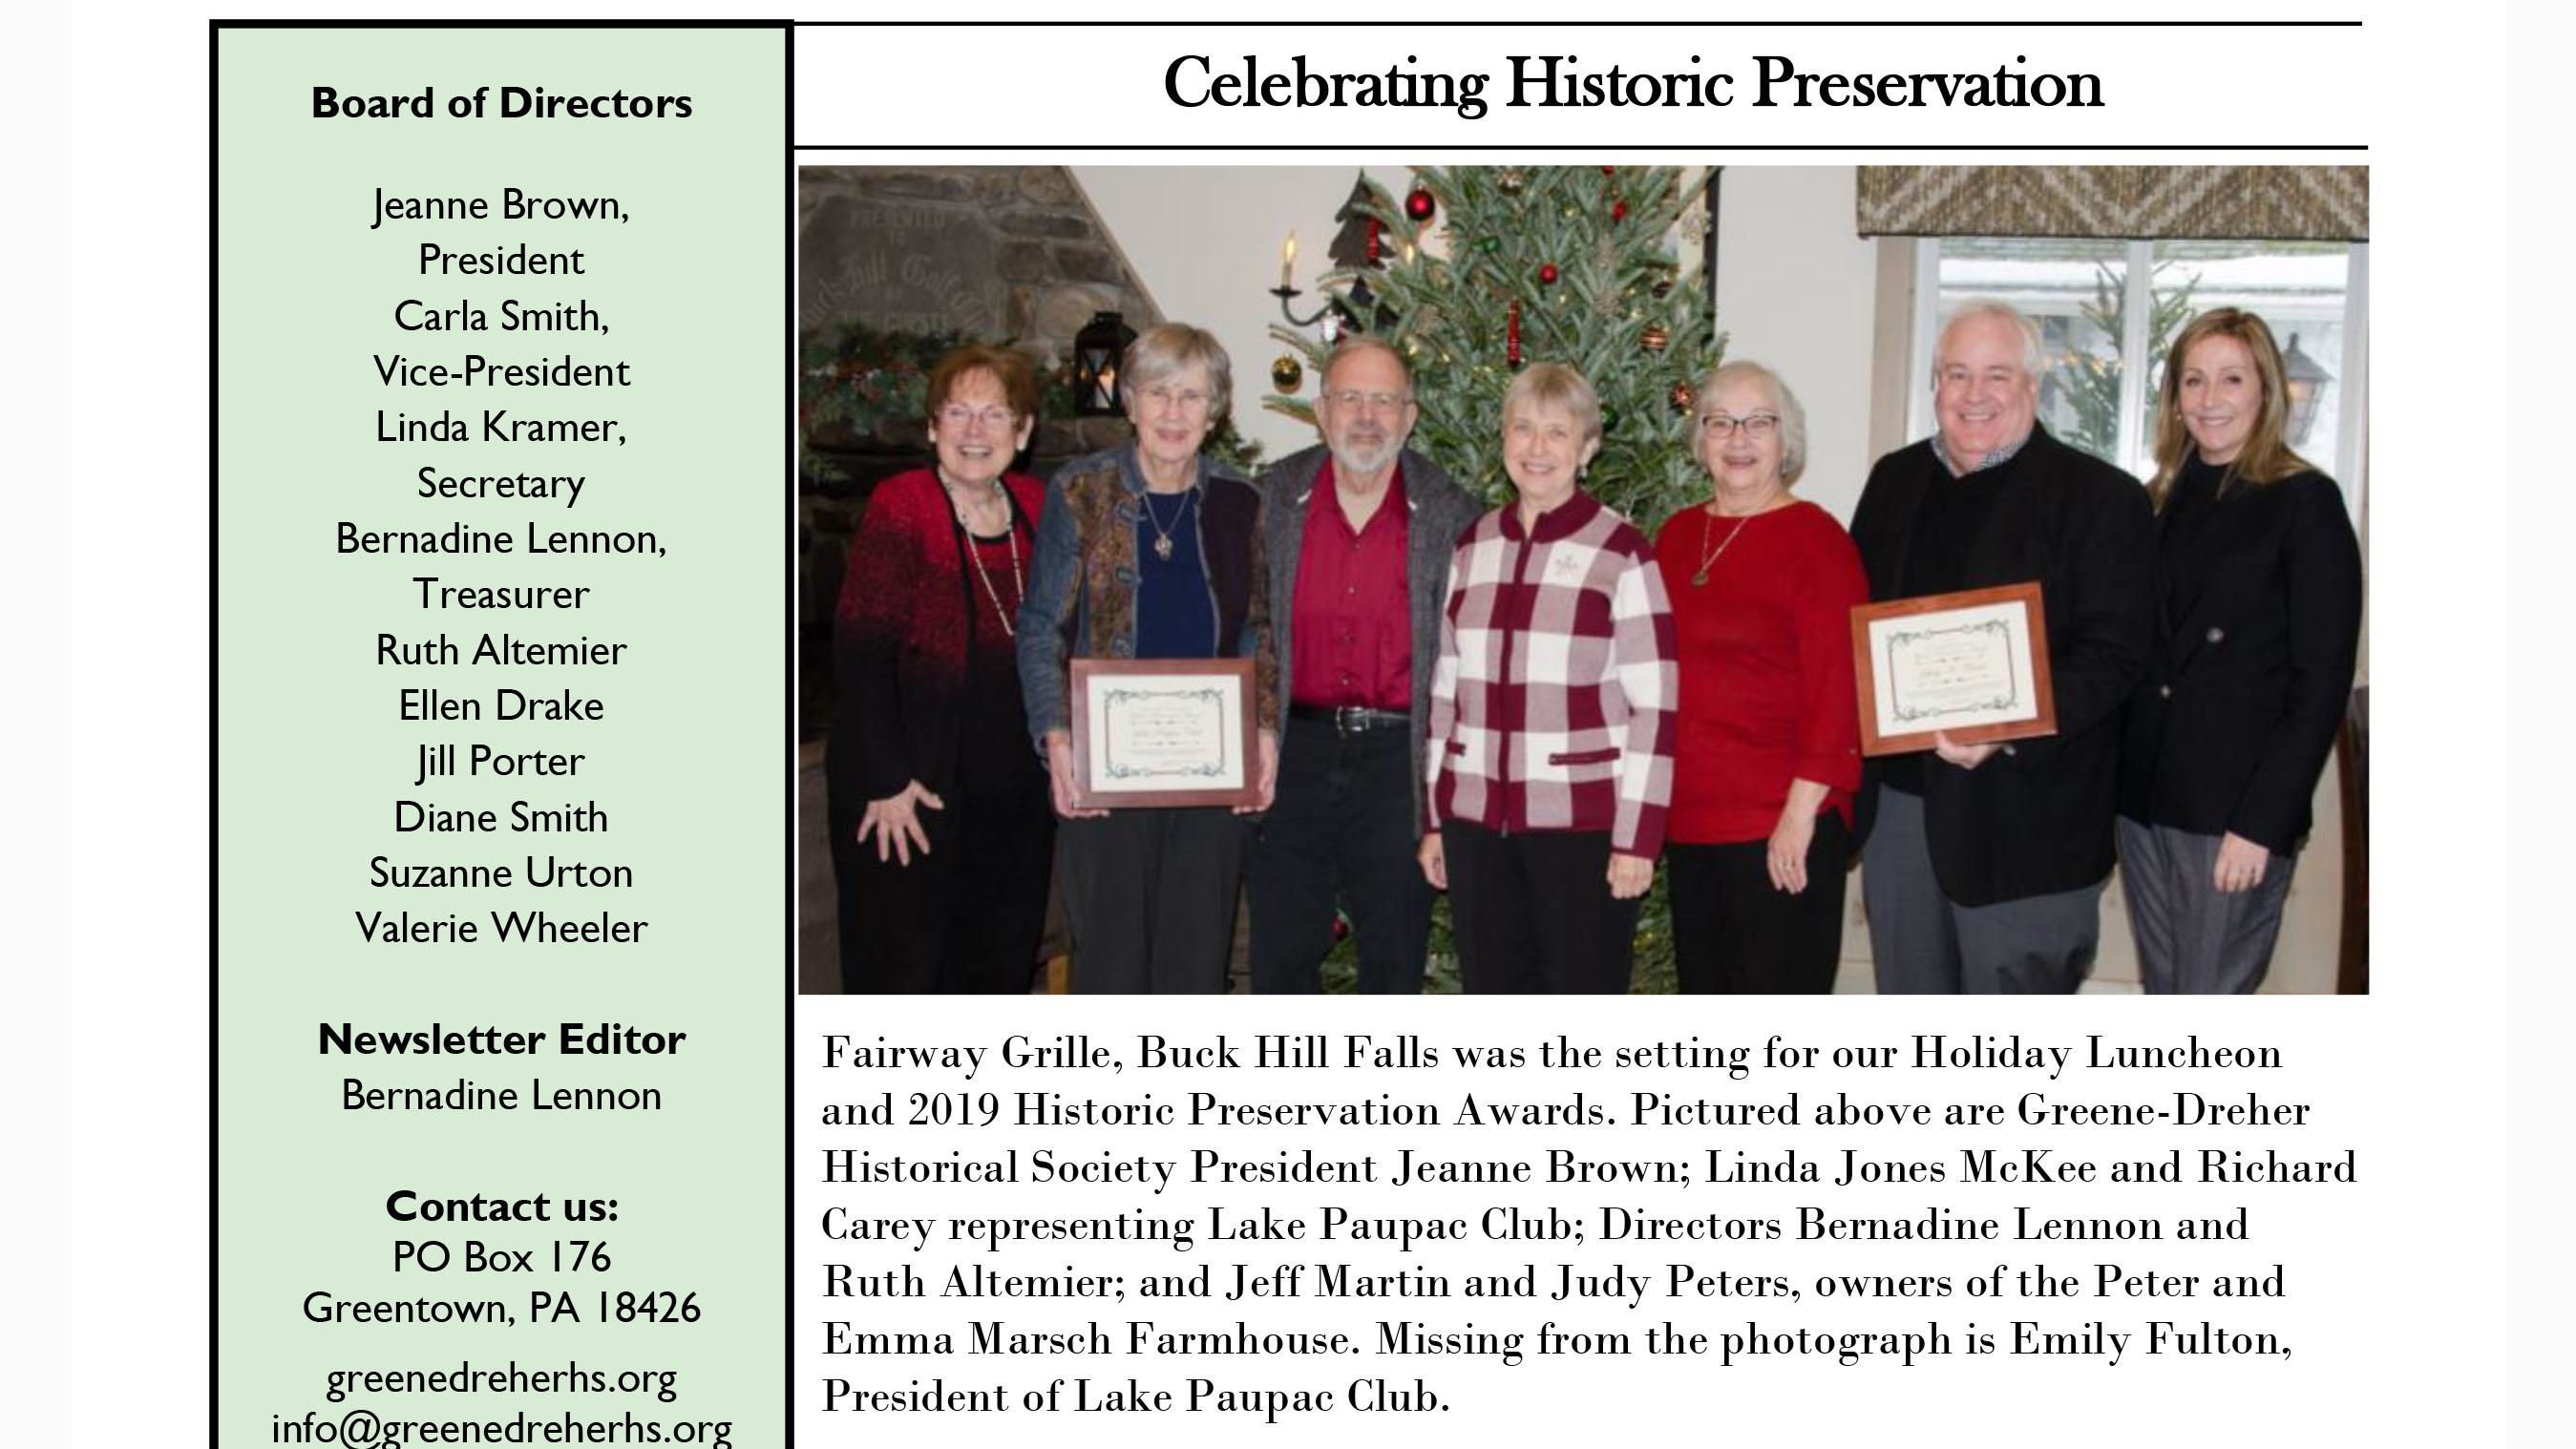 Board of Directors
Jeanne Brown,
President
Carla Smith,
Vice-President
Linda Kramer,
Secretary
Bernadine Lennon,
Treasurer
Ruth Altemier
Ellen Drake
Jill Porter
Diane Smith
Suzanne Urton
Valerie Wheeler
Newsletter Editor
Bernadine Lennon
Contact us:
PO Box 176
Greentown, PA 18426
greenedreherhs.org
info@greenedreherhs.org
Celebrating Historic Preservation
PRESENTED
TO
Fairway Grille, Buck Hill Falls was the setting for our Holiday Luncheon
and 2019 Historic Preservation Awards. Pictured above are Greene-Dreher
Historical Society President Jeanne Brown; Linda Jones McKee and Richard
Carey representing Lake Paupac Club; Directors Bernadine Lennon and
Ruth Altemier; and Jeff Martin and Judy Peters, owners of the Peter and
Emma Marsch Farmhouse. Missing from the photograph is Emily Fulton,
President of Lake Paupac Club.